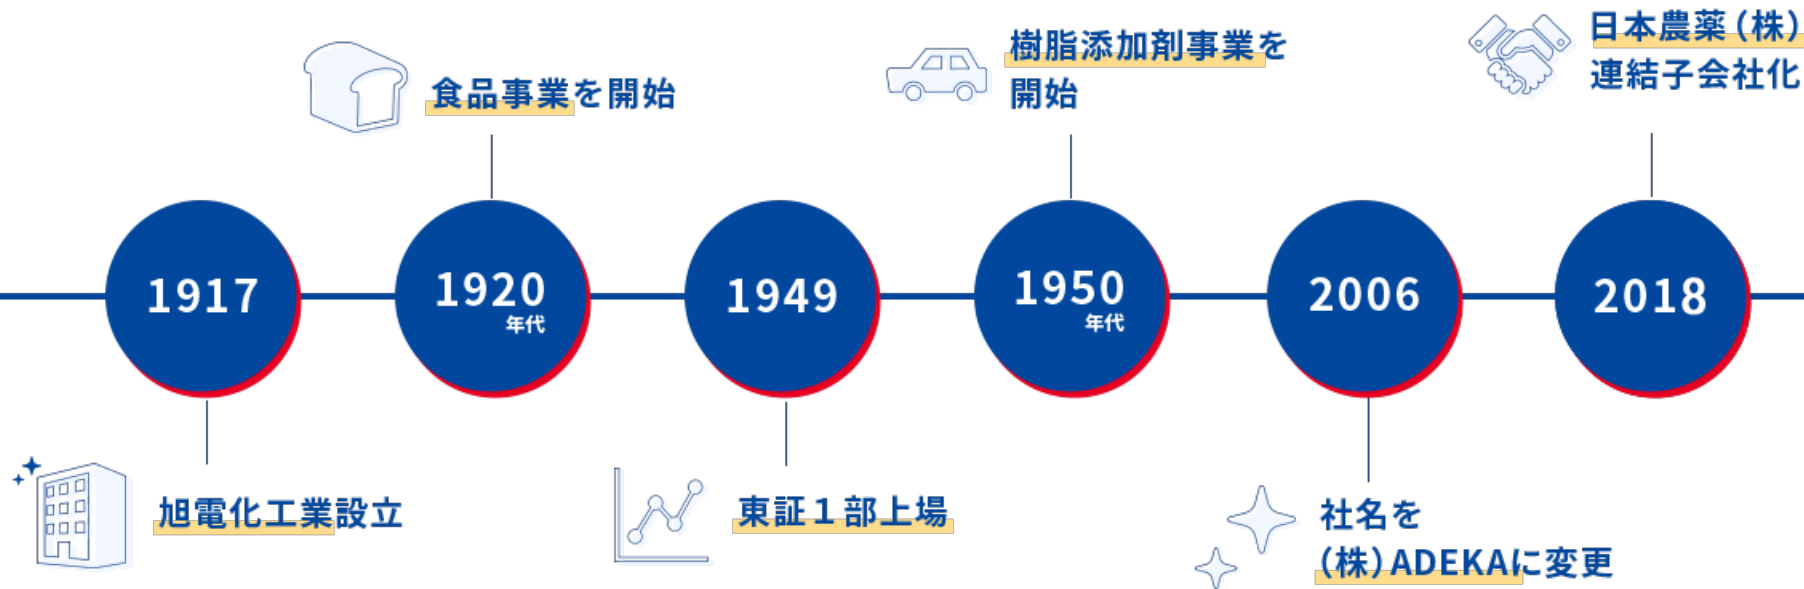 1917
旭電化工業設立
食品事業を開始
1920
年代
1949
東証１部上場
樹脂添加剤事業を
開始
1950
年代
2006
社名を
（株）ADEKAに変更
日本農薬（株）
連結子会社化
2018